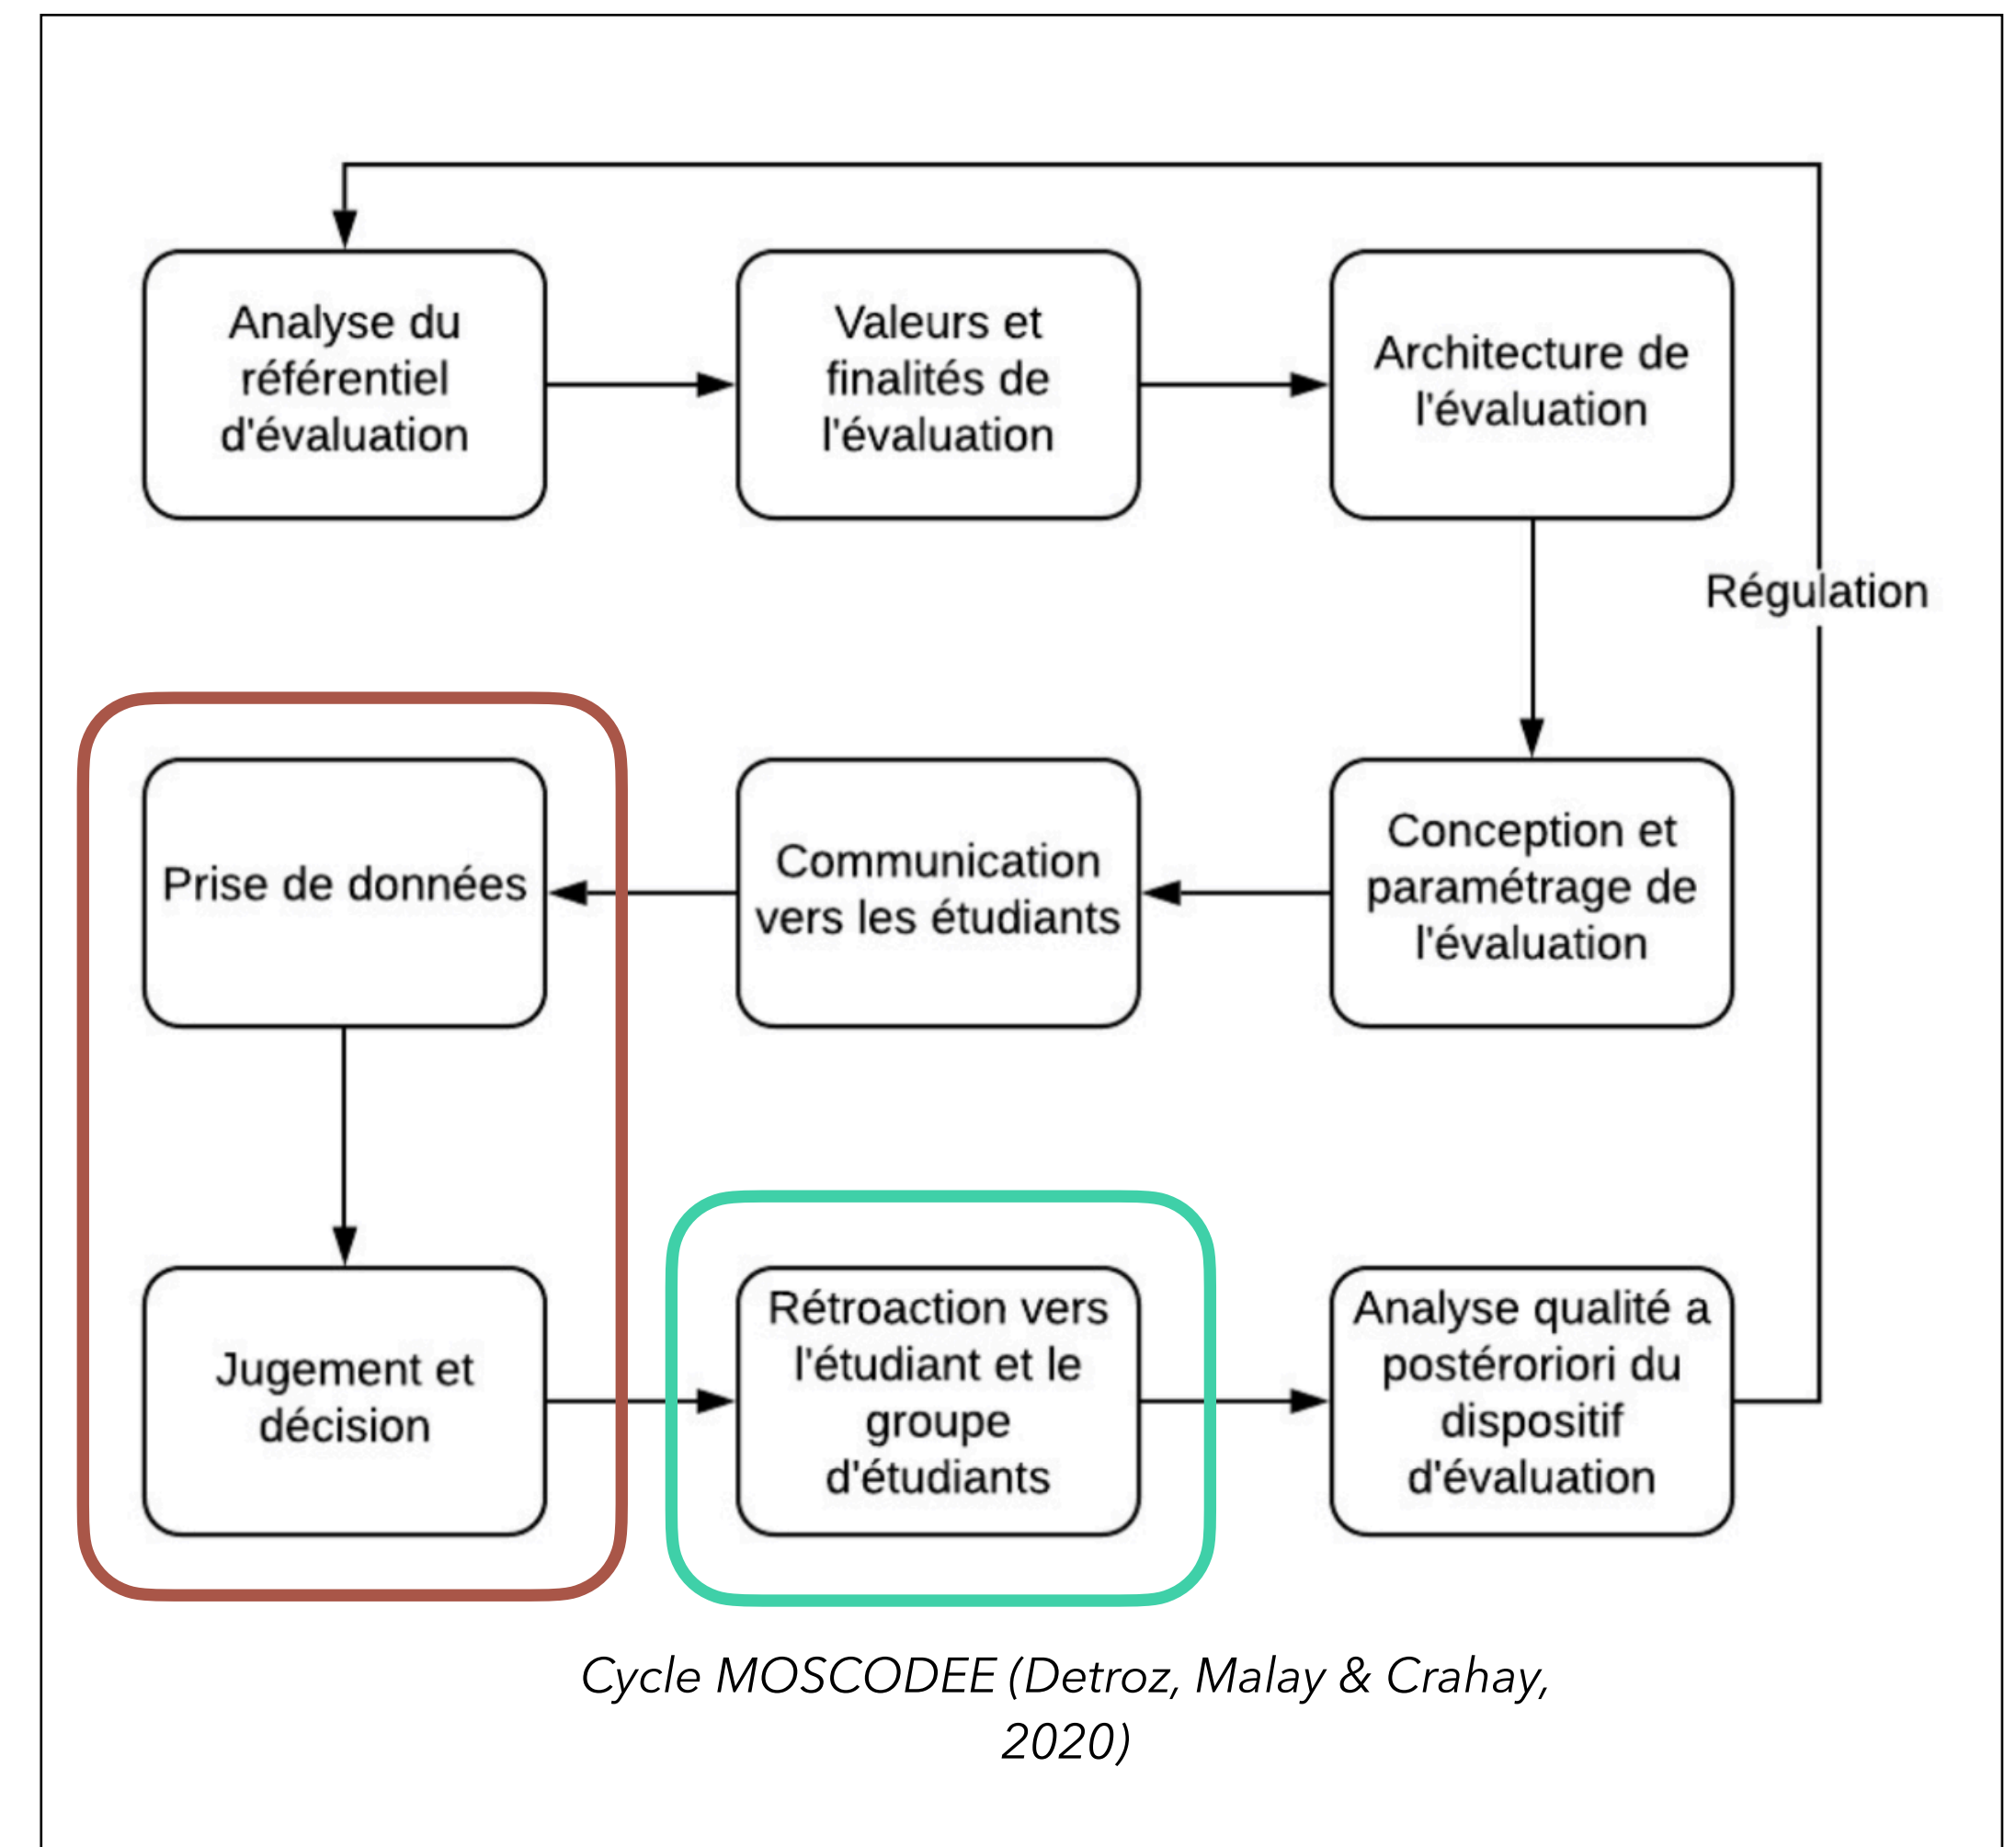 Analyse du
référentiel
d'évaluation
Valeurs et
finalités de
l'évaluation
Architecture de
l'évaluation
Régulation
Prise de données
Communication
vers les étudiants
Conception et
paramétrage de
l'évaluation
Jugement et
décision
Rétroaction vers
l'étudiant et le
groupe
d'étudiants
Analyse qualité a
postéroriori du
dispositif
d'évaluation
Cycle MOSCODEE (Detroz, Malay & Crahay,
2020)